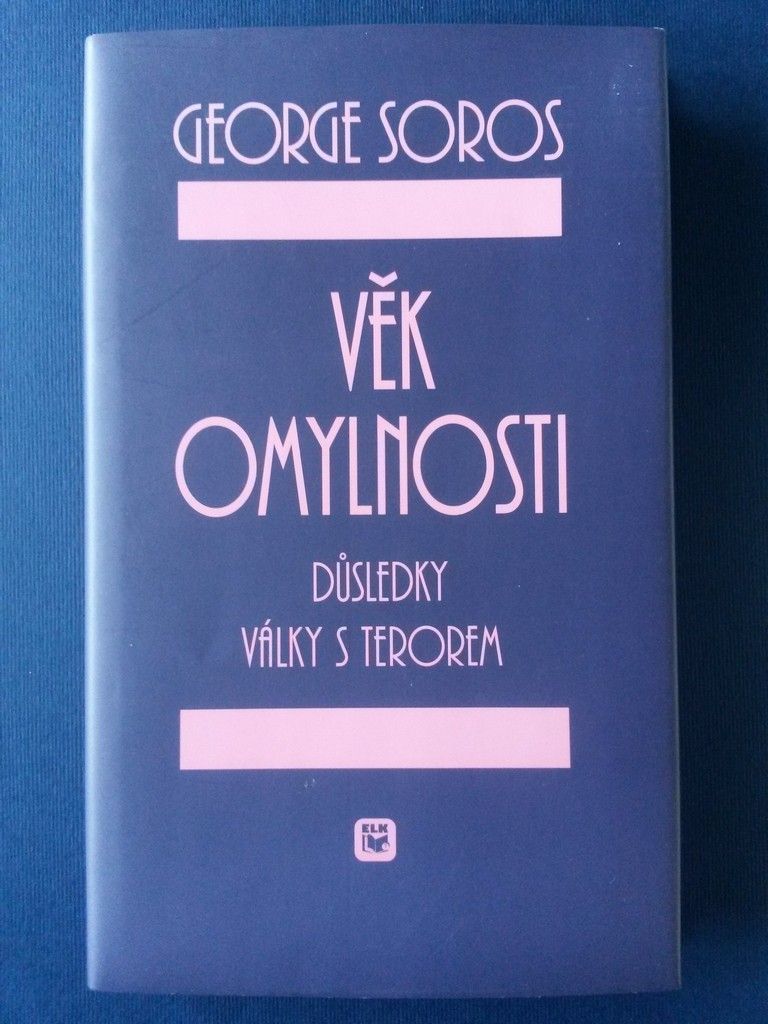 GEORGE SOROS
VĚK
OMYLNOSTI
DŮSLEDKY
VÁLKY S TEROREM
ELK